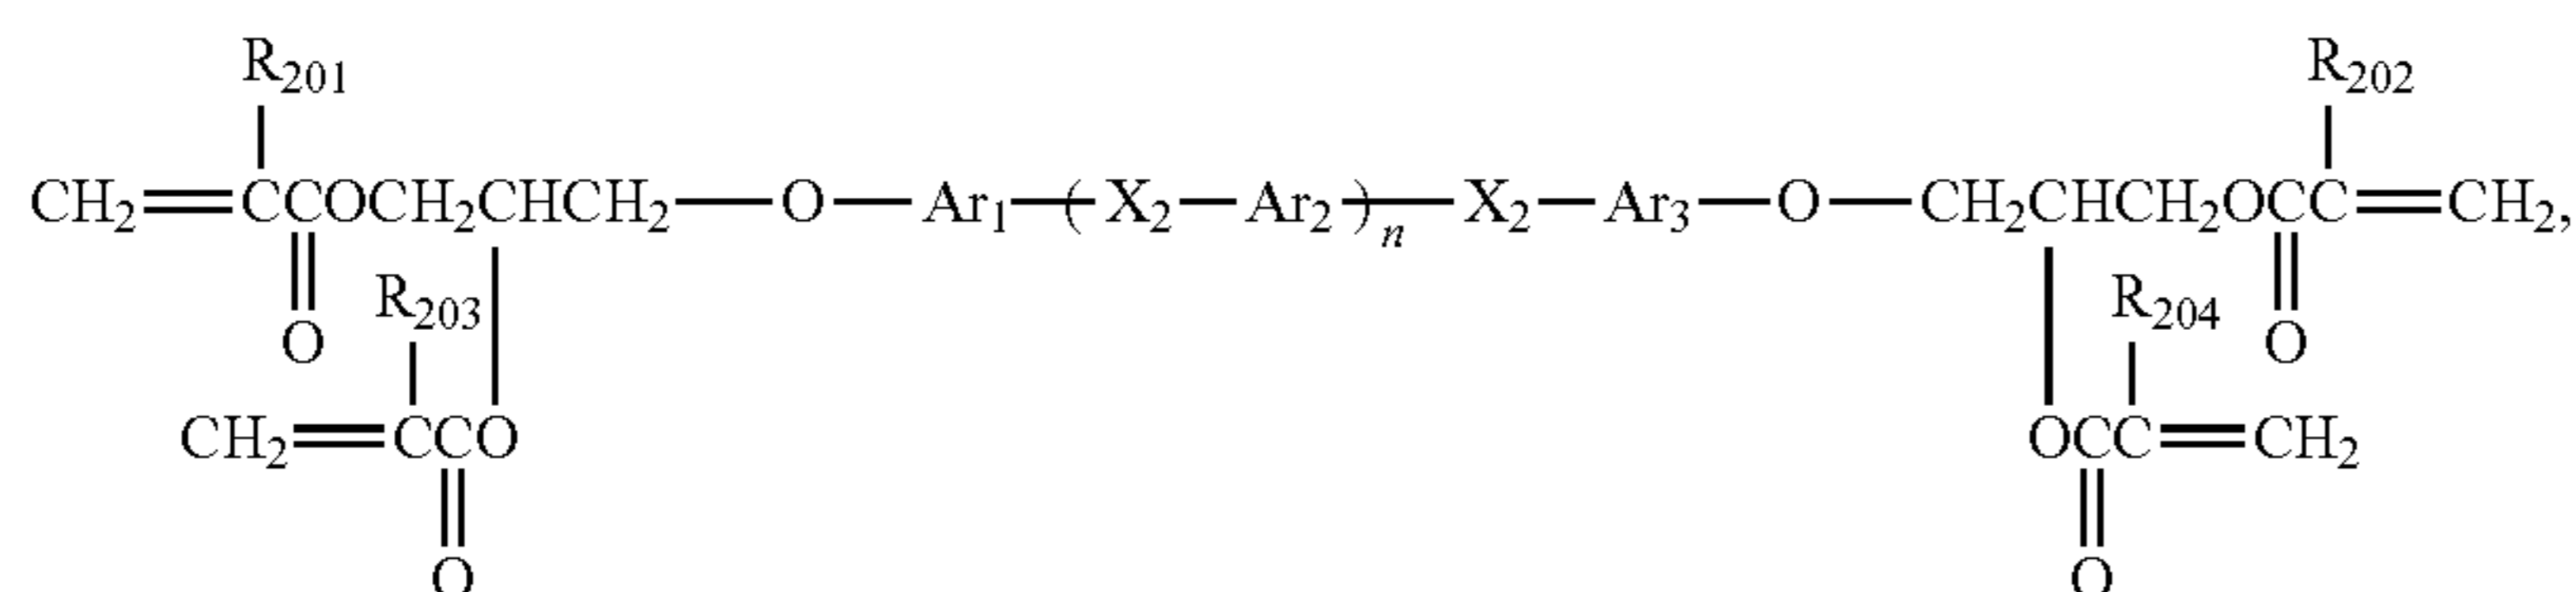 R201 R202
CH2=CCOCH2CHCH2—O—Ar1—(X2—Ar2)n—X2—Ar3—O—CH2CHCH2OCC=CH2,
R203 R204
O O
CH2=CCO OCC=CH2
O O